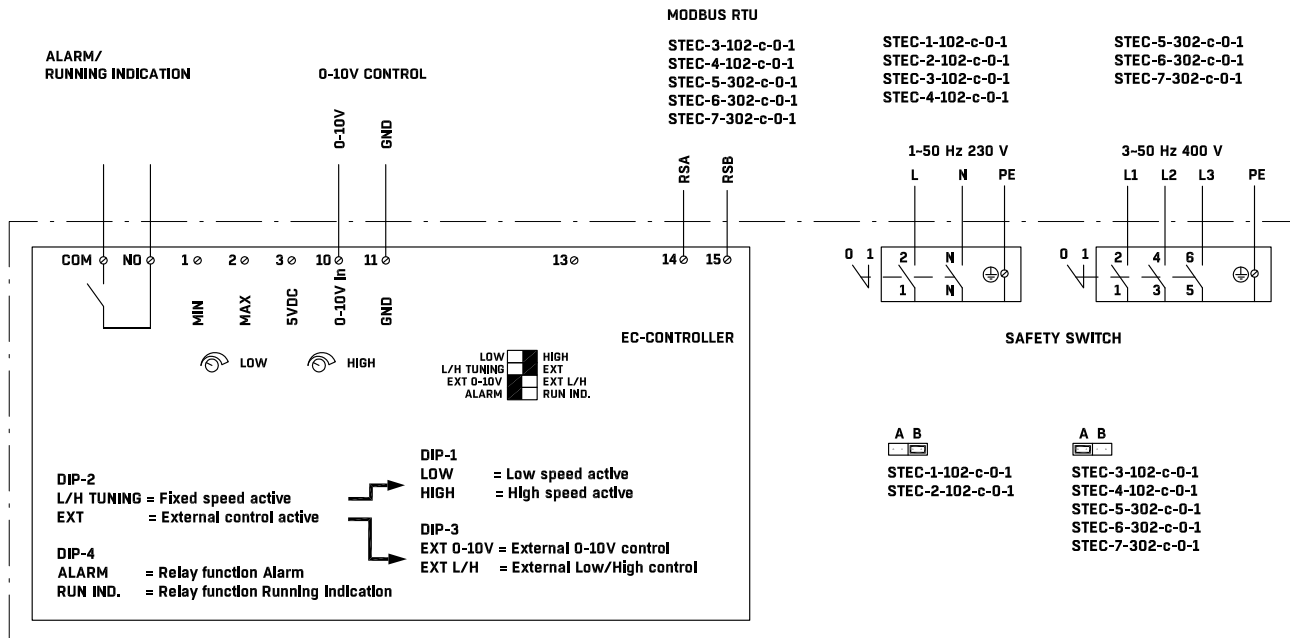 MODBUS RTU
STEC-3-102-c-0-1
STEC-4-102-c-0-1
STEC-5-302-c-0-1
STEC-6-302-c-0-1
STEC-7-302-c-0-1
STEC-1-102-c-0-1
STEC-2-102-c-0-1
STEC-3-102-c-0-1
STEC-4-102-c-0-1
STEC-5-302-c-0-1
STEC-6-302-c-0-1
STEC-7-302-c-0-1
ALARM/
RUNNING INDICATION
0-10V CONTROL
0-10V
GND
RSA
RSB
1~50 Hz 230 V
L N PE
3~50 Hz 400 V
L1 L2 L3 PE
COM NO 1 2 3 10 11 13 14 15
MIN
MAX
5VDC
0-10V In
GND
0 1
2 N
1 N
0 1
2 4 6
1 3 5
SAFETY SWITCH
EC-CONTROLLER
LOW
HIGH
LOW HIGH
L/H TUNING EXT
EXT 0-10V EXT L/H
ALARM RUN IND.
A B
STEC-1-102-c-0-1
STEC-2-102-c-0-1
A B
STEC-3-102-c-0-1
STEC-4-102-c-0-1
STEC-5-302-c-0-1
STEC-6-302-c-0-1
STEC-7-302-c-0-1
DIP-2
L/H TUNING = Fixed speed active
EXT = External control active
DIP-4
ALARM = Relay function Alarm
RUN IND. = Relay function Running Indication
DIP-1
LOW = Low speed active
HIGH = High speed active
DIP-3
EXT 0-10V = External 0-10V control
EXT L/H = External Low/High control